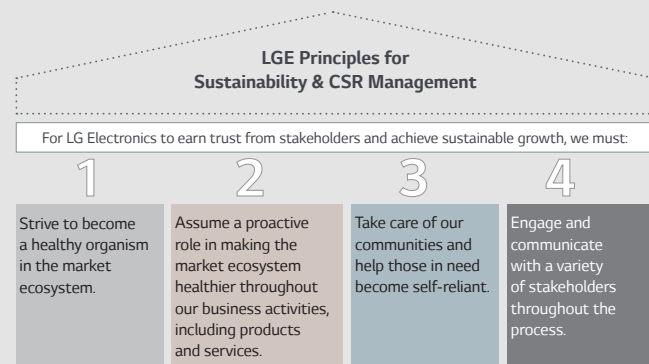 LGE Principles for
Sustainability & CSR Management
For LG Electronics to earn trust from stakeholders and achieve sustainable growth, we must:
1
Strive to become
a healthy organism
in the market
ecosystem.
2
Assume a proactive
role in making the
market ecosystem
healthier throughout
our business activities,
including products
and services.
3
Take care of our
communities and
help those in need
become self-reliant.
4
Engage and
communicate
with a variety
of stakeholders
throughout the
process.